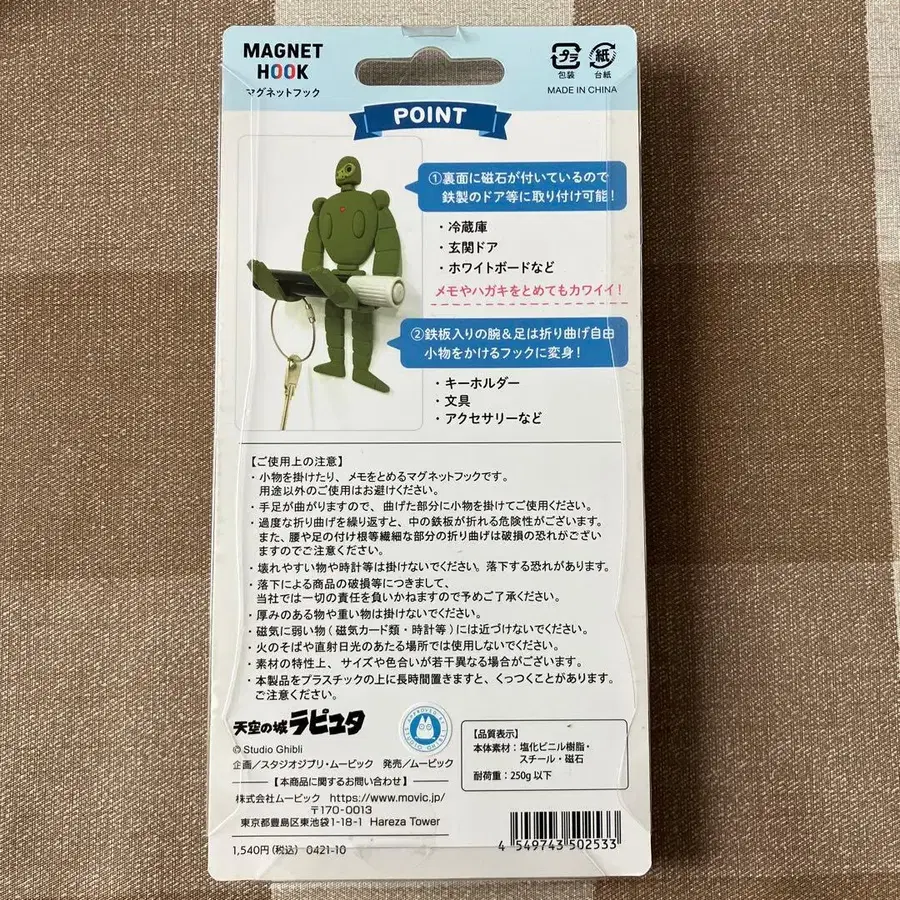 MAGNET
HOOK
マグネットフック
プラ
包装
紙
台紙
MADE IN CHINA
POINT
①裏面に磁石が付いているので
鉄製のドア等に取り付け可能！
・冷蔵庫
・玄関ドア
・ホワイトボードなど
メモやハガキをとめてもカワイイ！
②鉄板入りの腕＆足は折り曲げ自由
小物をかけるフックに変身！
・キーホルダー
・文具
・アクセサリーなど
【ご使用上の注意】
・小物を掛けたり、メモをとめるマグネットフックです。
用途以外のご使用はお避けください。
・手足が曲がりますので、曲げた部分に小物を掛けてご使用ください。
・過度な折り曲げを繰り返すと、中の鉄板が折れる危険性がございます。
また、腰や足の付け根等繊細な部分の折り曲げは破損の恐れがござい
ますのでご注意ください。
・壊れやすい物や時計等は掛けないでください。落下する恐れがあります。
・落下による商品の破損等につきまして、
当社では一切の責任を負いかねますので予めご了承ください。
・厚みのある物や重い物は掛けないでください。
・磁気に弱い物（磁気カード類・時計等）には近づけないでください。
・火のそばや直射日光のあたる場所では使用しないでください。
・素材の特性上、サイズや色合いが若干異なる場合がございます。
・本製品をプラスチックの上に長時間置きますと、くっつくことがあります。
ご注意ください。
天空の城ラピュタ
© Studio Ghibli
企画／スタジオジブリ・ムービック 発売／ムービック
【本商品に関するお問い合わせ】
株式会社ムービック https://www.movic.jp/
〒170-0013
東京都豊島区東池袋1-18-1 Hareza Tower
1,540円（税込） 0421-10
【品質表示】
本体素材：塩化ビニル樹脂・
スチール・磁石
耐荷重：250g 以下
4 549743 502533